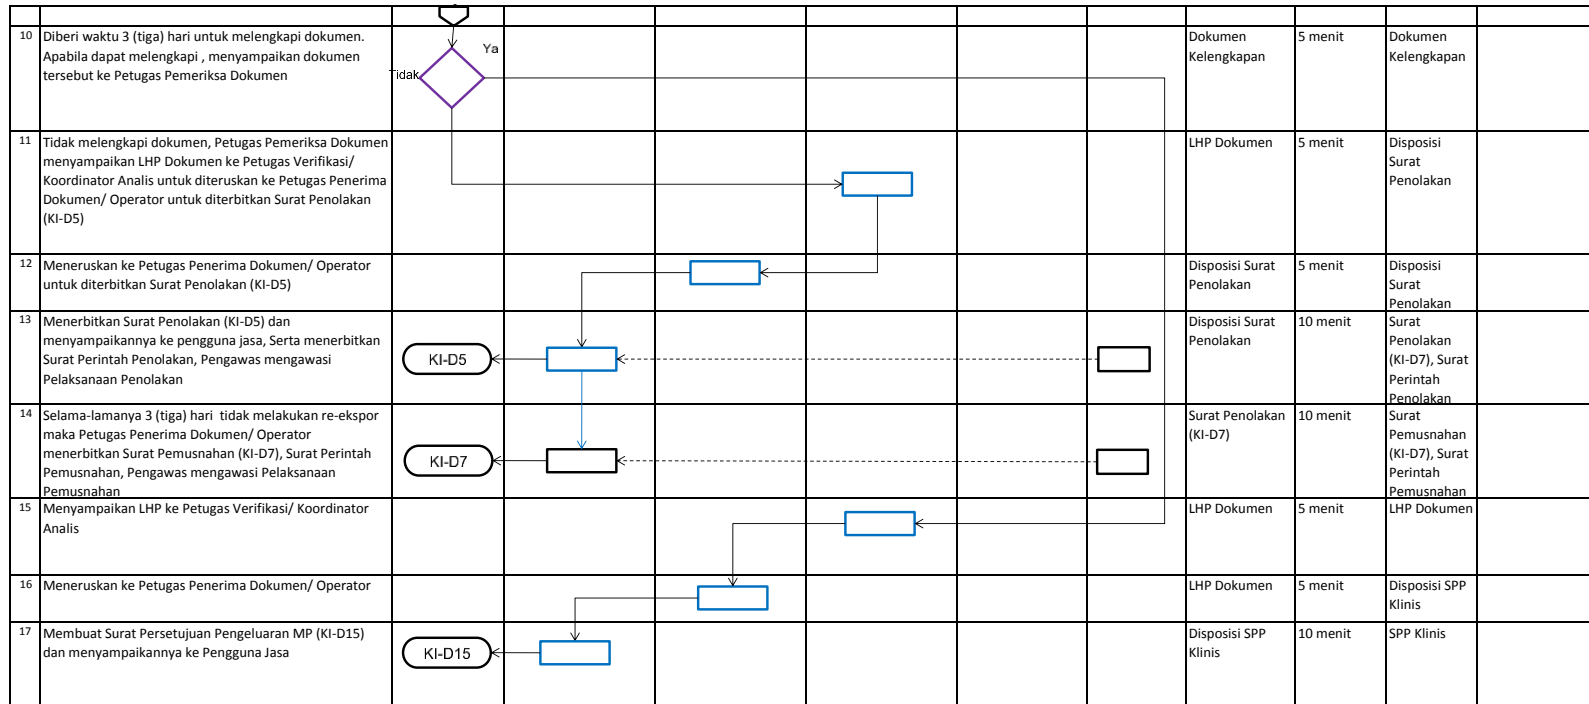 10
Diberi waktu 3 (tiga) hari untuk melengkapi dokumen.
Apabila dapat melengkapi , menyampaikan dokumen
tersebut ke Petugas Pemeriksa Dokumen
Ya
Tidak
Dokumen
Kelengkapan
5 menit
Dokumen
Kelengkapan
11
Tidak melengkapi dokumen, Petugas Pemeriksa Dokumen
menyampaikan LHP Dokumen ke Petugas Verifikasi/
Koordinator Analis untuk diteruskan ke Petugas Penerima
Dokumen/ Operator untuk diterbitkan Surat Penolakan
(KI-D5)
LHP Dokumen
5 menit
Disposisi
Surat
Penolakan
12
Meneruskan ke Petugas Penerima Dokumen/ Operator
untuk diterbitkan Surat Penolakan (KI-D5)
Disposisi Surat
Penolakan
5 menit
Disposisi
Surat
Penolakan
13
Menerbitkan Surat Penolakan (KI-D5) dan
menyampaikannya ke pengguna jasa, Serta menerbitkan
Surat Perintah Penolakan, Pengawas mengawasi
Pelaksanaan Penolakan
KI-D5
Disposisi Surat
Penolakan
10 menit
Surat
Penolakan
(KI-D7), Surat
Perintah
Penolakan
14
Selama-lamanya 3 (tiga) hari  tidak melakukan re-ekspor
maka Petugas Penerima Dokumen/ Operator
menerbitkan Surat Pemusnahan (KI-D7), Surat Perintah
Pemusnahan, Pengawas mengawasi Pelaksanaan
Pemusnahan
KI-D7
Surat Penolakan
(KI-D7)
10 menit
Surat
Pemusnahan
(KI-D7), Surat
Perintah
Pemusnahan
15
Menyampaikan LHP ke Petugas Verifikasi/ Koordinator
Analis
LHP Dokumen
5 menit
LHP Dokumen
16
Meneruskan ke Petugas Penerima Dokumen/ Operator
LHP Dokumen
5 menit
Disposisi SPP
Klinis
17
Membuat Surat Persetujuan Pengeluaran MP (KI-D15)
dan menyampaikannya ke Pengguna Jasa
KI-D15
Disposisi SPP
Klinis
10 menit
SPP Klinis